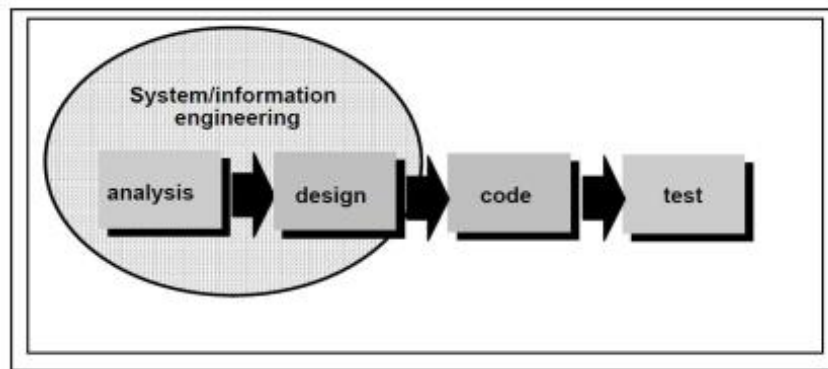 System/information
engineering
analysis
design
code
test